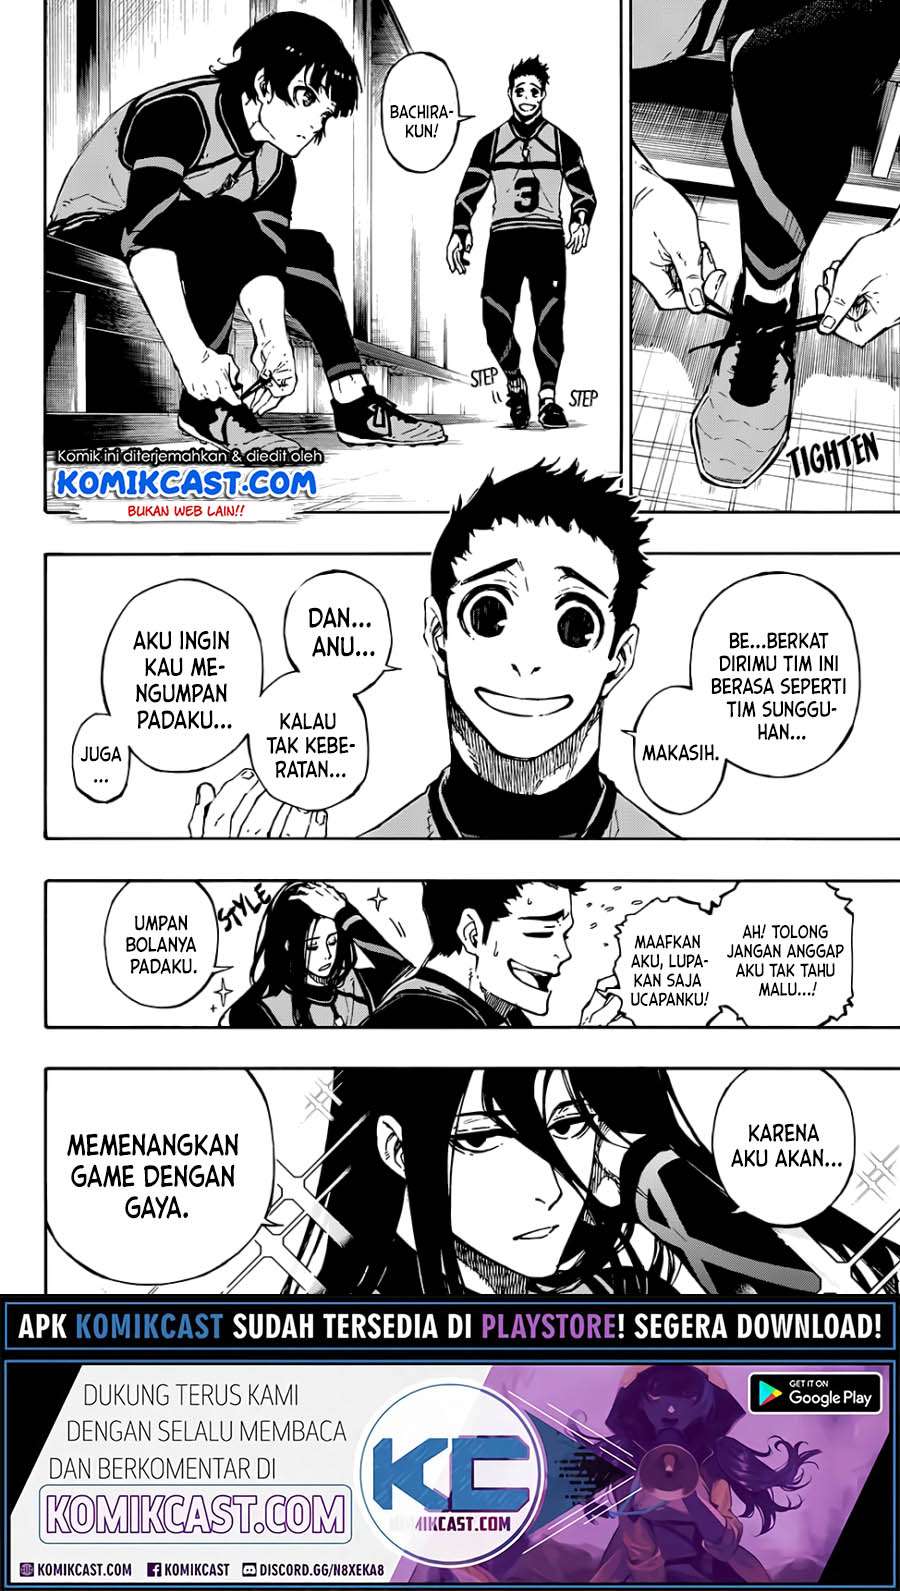 TIGHTEN
BACHIRA-
KUN!
STEP
STEP
Komik ini diterjemahkan & diedit oleh
KOMIKCAST.COM
BUKAN WEB LAIN!!
BE...BERKAT
DIRIMU TIM INI
BERASA SEPERTI
TIM SUNGGU-
HAN...
MAKASIH.
DAN...
ANU...
KALAU
TAK KEBE-
RATAN...
AKU INGIN
KAU ME-
NGUMPAN
PADAKU...
JUGA
...
AH! TOLONG
JANGAN ANGGAP
AKU TAK TAHU
MALU...!
MAAFKAN
AKU, LUPA-
KAN SAJA
UCAPANKU!
STYLE
UMPAN
BOLANYA
PADAKU.
KARENA
AKU AKAN...
MEMENANGKAN
GAME DENGAN
GAYA.
APK KOMIKCAST SUDAH TERSEDIA DI PLAYSTORE! SEGERA DOWNLOAD!
DUKUNG TERUS KAMI
DENGAN SELALU MEMBACA
DAN BERKOMENTAR DI
KOMIKCAST.COM
KC
KOMIKCAST.COM
GET IT ON
Google Play
KOMIKCAST.COM KOMIKCAST DISCORD.GG/N8XEKA8